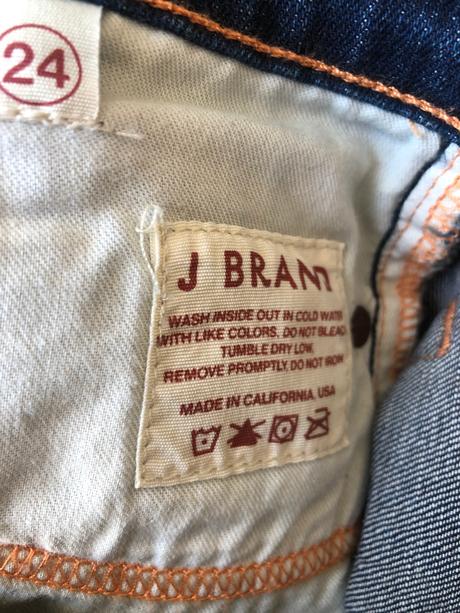 24
J BRAND
WASH INSIDE OUT IN COLD WATER
WITH LIKE COLORS. DO NOT BLEACH
TUMBLE DRY LOW.
REMOVE PROMPTLY. DO NOT IRON
MADE IN CALIFORNIA, USA